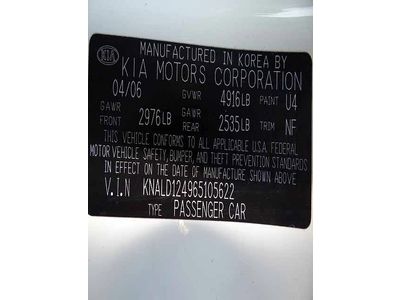 KIA
MANUFACTURED IN KOREA BY
KIA MOTORS CORPORATION
04/06 GVWR 4916LB PAINT U4
GAWR FRONT 2976LB GAWR REAR 2535LB TRIM NF
THIS VEHICLE CONFORMS TO ALL APPLICABLE U.S.A. FEDERAL
MOTOR VEHICLE SAFETY, BUMPER, AND THEFT PREVENTION STANDARDS
IN EFFECT ON THE DATE OF MANUFACTURE SHOWN ABOVE.
V.I.N KNALD124965105622
TYPE PASSENGER CAR